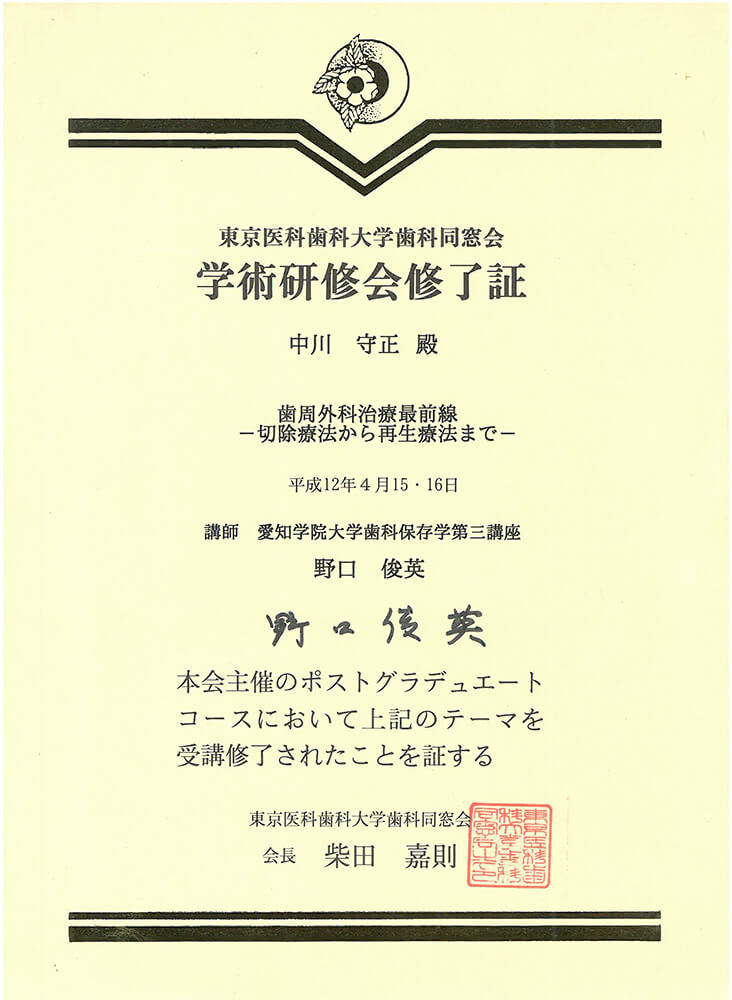 東京医科歯科大学歯科同窓会
学術研修会修了証
中川　守正 殿
歯周外科治療最前線
－切除療法から再生療法まで－
平成12年４月15・16日
講師　愛知学院大学歯科保存学第三講座
野口　俊英
野口俊英
本会主催のポストグラデュエート
コースにおいて上記のテーマを
受講修了されたことを証する
東京医科歯科大学歯科同窓会
会長　柴田　嘉則